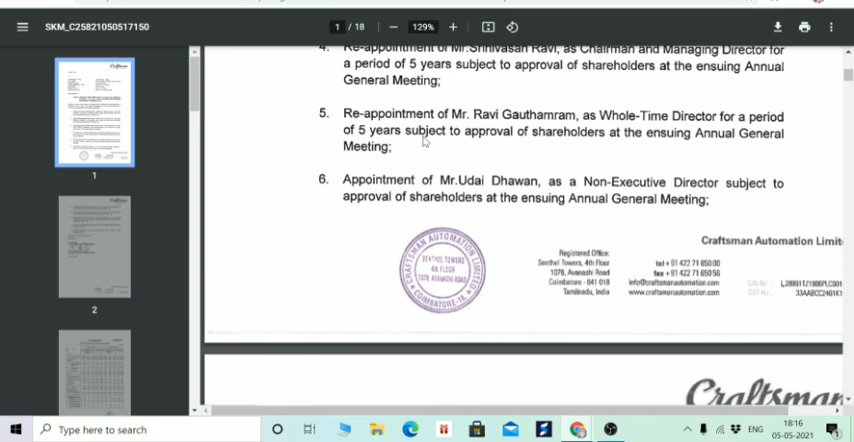 SKM_C25821050517150
1 / 18
129%
4. Re-appointment of Mr.Srinivasan Ravi, as Chairman and Managing Director for
a period of 5 years subject to approval of shareholders at the ensuing Annual
General Meeting;
5. Re-appointment of Mr. Ravi Gauthamram, as Whole-Time Director for a period
of 5 years subject to approval of shareholders at the ensuing Annual General
Meeting;
6. Appointment of Mr.Udai Dhawan, as a Non-Executive Director subject to
approval of shareholders at the ensuing Annual General Meeting;
CRAFTSMAN AUTOMATION LIMITED
SENTHEL TOWERS
4th FLOOR
1078, AVANASHI ROAD
COIMBATORE-18.
Craftsman Automation Limit
Registered Office:
Senthel Towers, 4th Floor
1078, Avanashi Road
Coimbatore - 641 018
Tamilnadu, India
tel + 91 422 71 650 00
fax + 91 422 71 650 56
info@craftsmanautomation.com
www.craftsmanautomation.com
Craftsman
1
2
Type here to search
ENG
18:16
05-05-2021